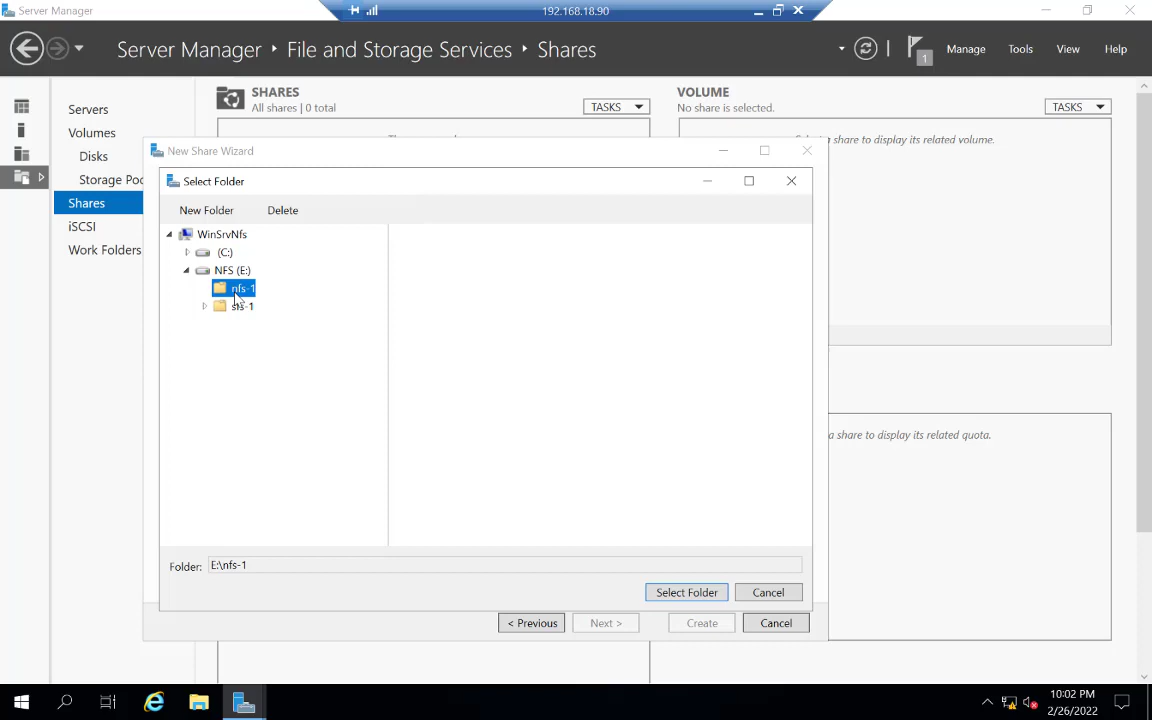 Server Manager
192.168.18.90
Server Manager
File and Storage Services
Shares
1
Manage
Tools
View
Help
Servers
Volumes
Disks
Storage Poo
Shares
iSCSI
Work Folders
SHARES
All shares | 0 total
TASKS
VOLUME
No share is selected.
TASKS
Select a share to display its related volume.
New Share Wizard
Select Folder
New Folder
Delete
WinSrvNfs
(C:)
NFS (E:)
nfs-1
a share to display its related quota.
Folder:
E:\nfs-1
Select Folder
Cancel
< Previous
Next >
Create
Cancel
10:02 PM
2/26/2022